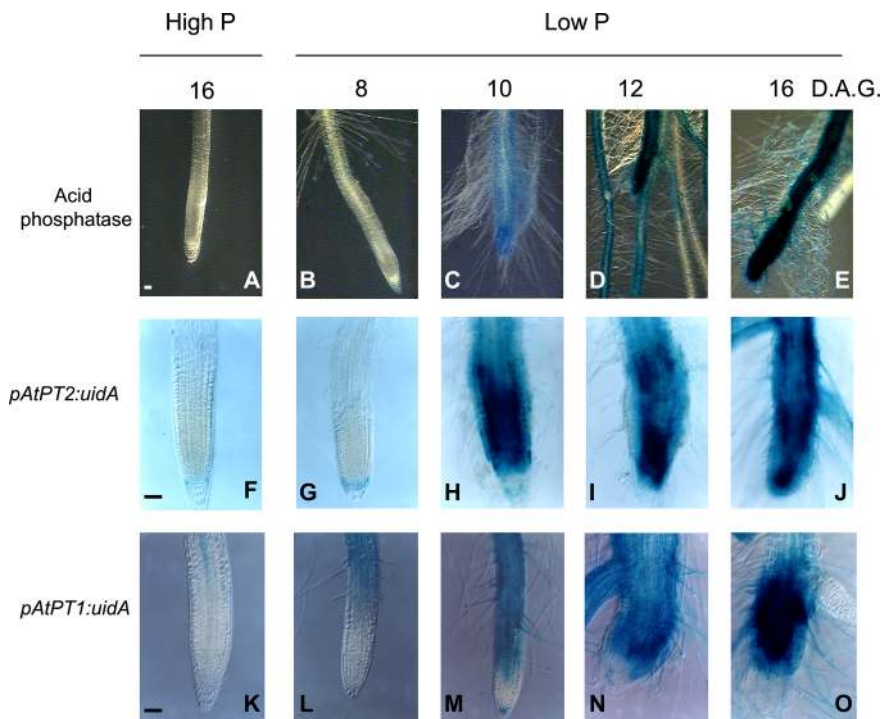 High P Low P
16 8 10 12 16 D.A.G.
Acid
phosphatase
A B C D E
pAtPT2:uidA
F G H I J
pAtPT1:uidA
K L M N O